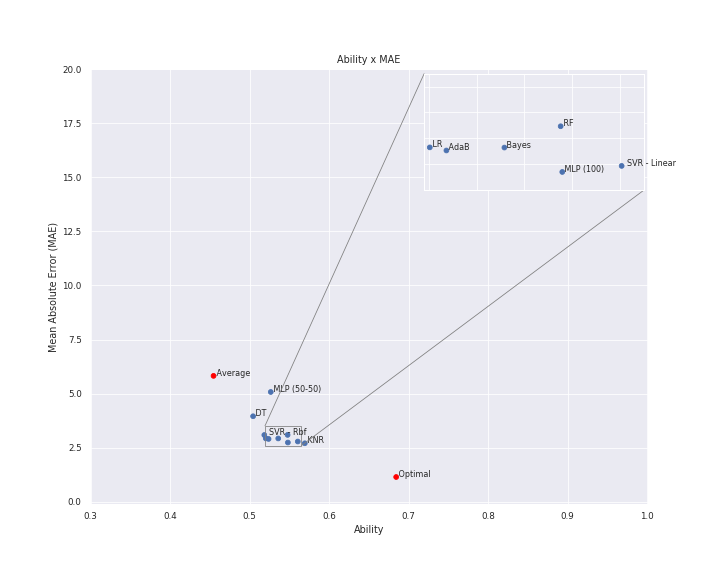 Ability x MAE
20.0
17.5
15.0
12.5
10.0
7.5
5.0
2.5
0.0
Mean Absolute Error (MAE)
RF
LR
AdaB
Bayes
MLP (100)
SVR - Linear
Average
MLP (50-50)
DT
SVR - Rbf
KNR
Optimal
0.3 0.4 0.5 0.6 0.7 0.8 0.9 1.0
Ability